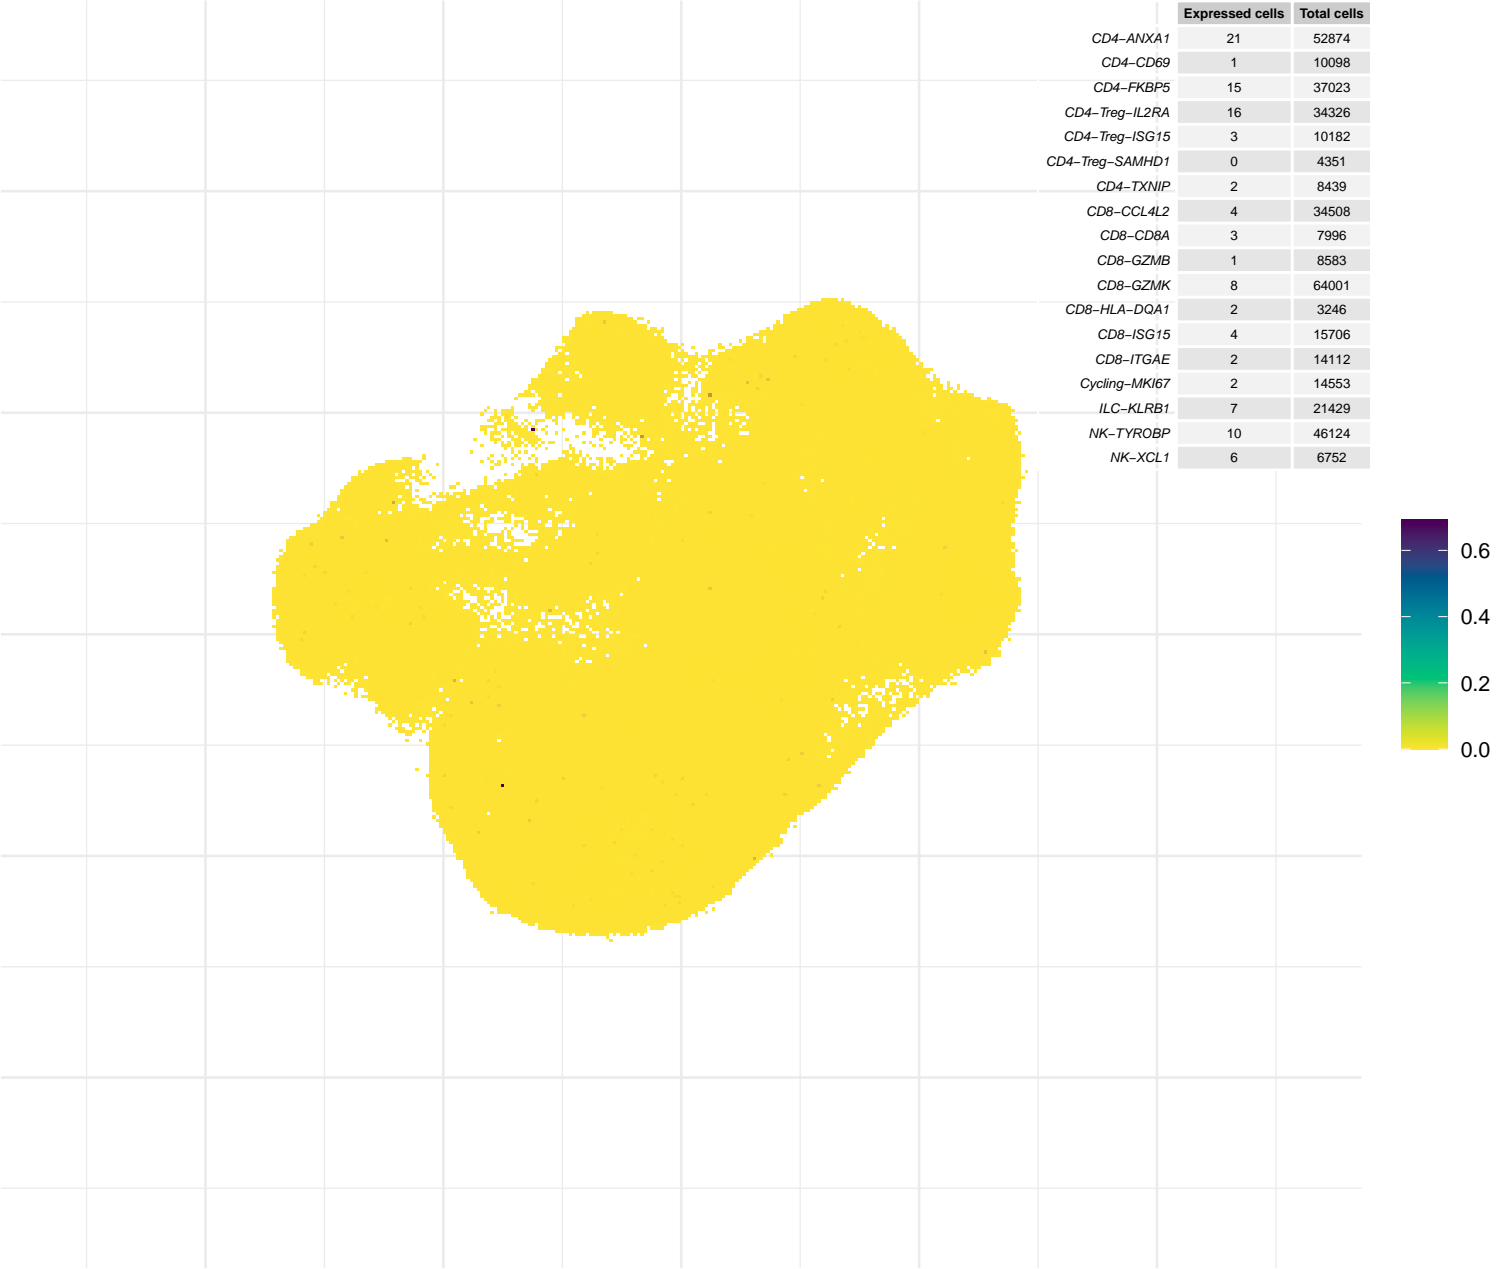 Expressed cells Total cells
CD4−ANXA1 21 52874
CD4−CD69 1 10098
CD4−FKBP5 15 37023
CD4−Treg−IL2RA 16 34326
CD4−Treg−ISG15 3 10182
CD4−Treg−SAMHD1 0 4351
CD4−TXNIP 2 8439
CD8−CCL4L2 4 34508
CD8−CD8A 3 7996
CD8−GZMB 1 8583
CD8−GZMK 8 64001
CD8−HLA−DQA1 2 3246
CD8−ISG15 4 15706
CD8−ITGAE 2 14112
Cycling−MKI67 2 14553
ILC−KLRB1 7 21429
NK−TYROBP 10 46124
NK−XCL1 6 6752
0.6
0.4
0.2
0.0